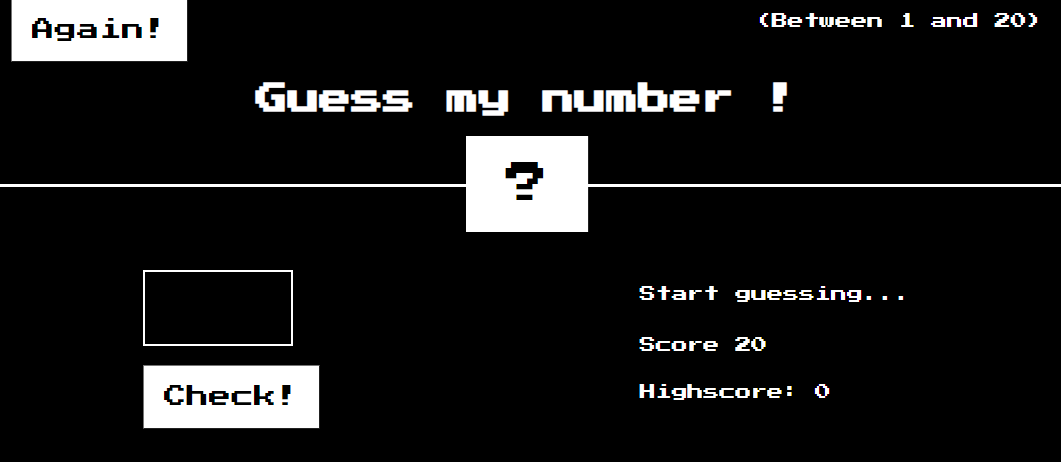 Again!
(Between 1 and 20)
Guess my number !
?
Start guessing...
Score 20
Check!
Highscore: 0